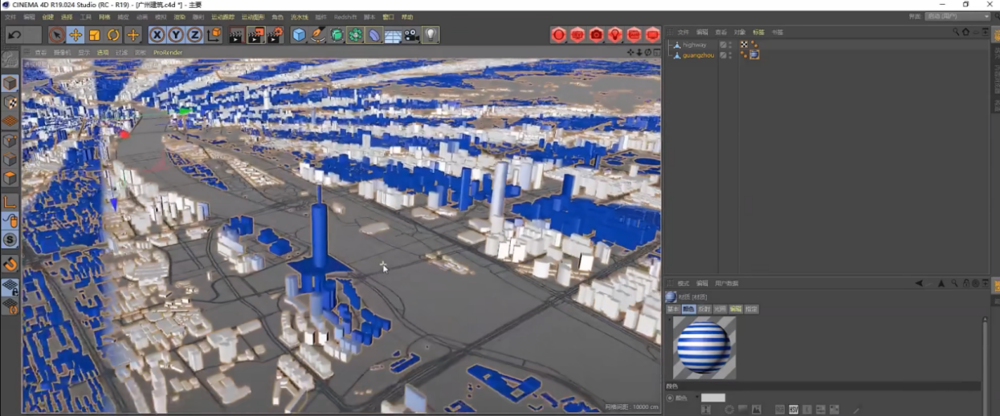 CINEMA 4D R19.024 Studio (RC - R19) - [广州建筑.c4d *] - 主要
文件 编辑 创建 选择 工具 网格 捕捉 动画 模拟 渲染 雕刻 运动跟踪 运动图形 角色 流水线 插件 Redshift 脚本 窗口 帮助
界面 启动 (用户)
X Y Z
查看 摄像机 显示 选项 过滤 面板 ProRender
文件 编辑 查看 对象 标签 书签
highway
guangzhou
网格间距 : 10000 cm
模式 编辑 用户数据
材质 [材质]
基本 颜色 反射 光照 编辑 指定
颜色
颜色
HSV